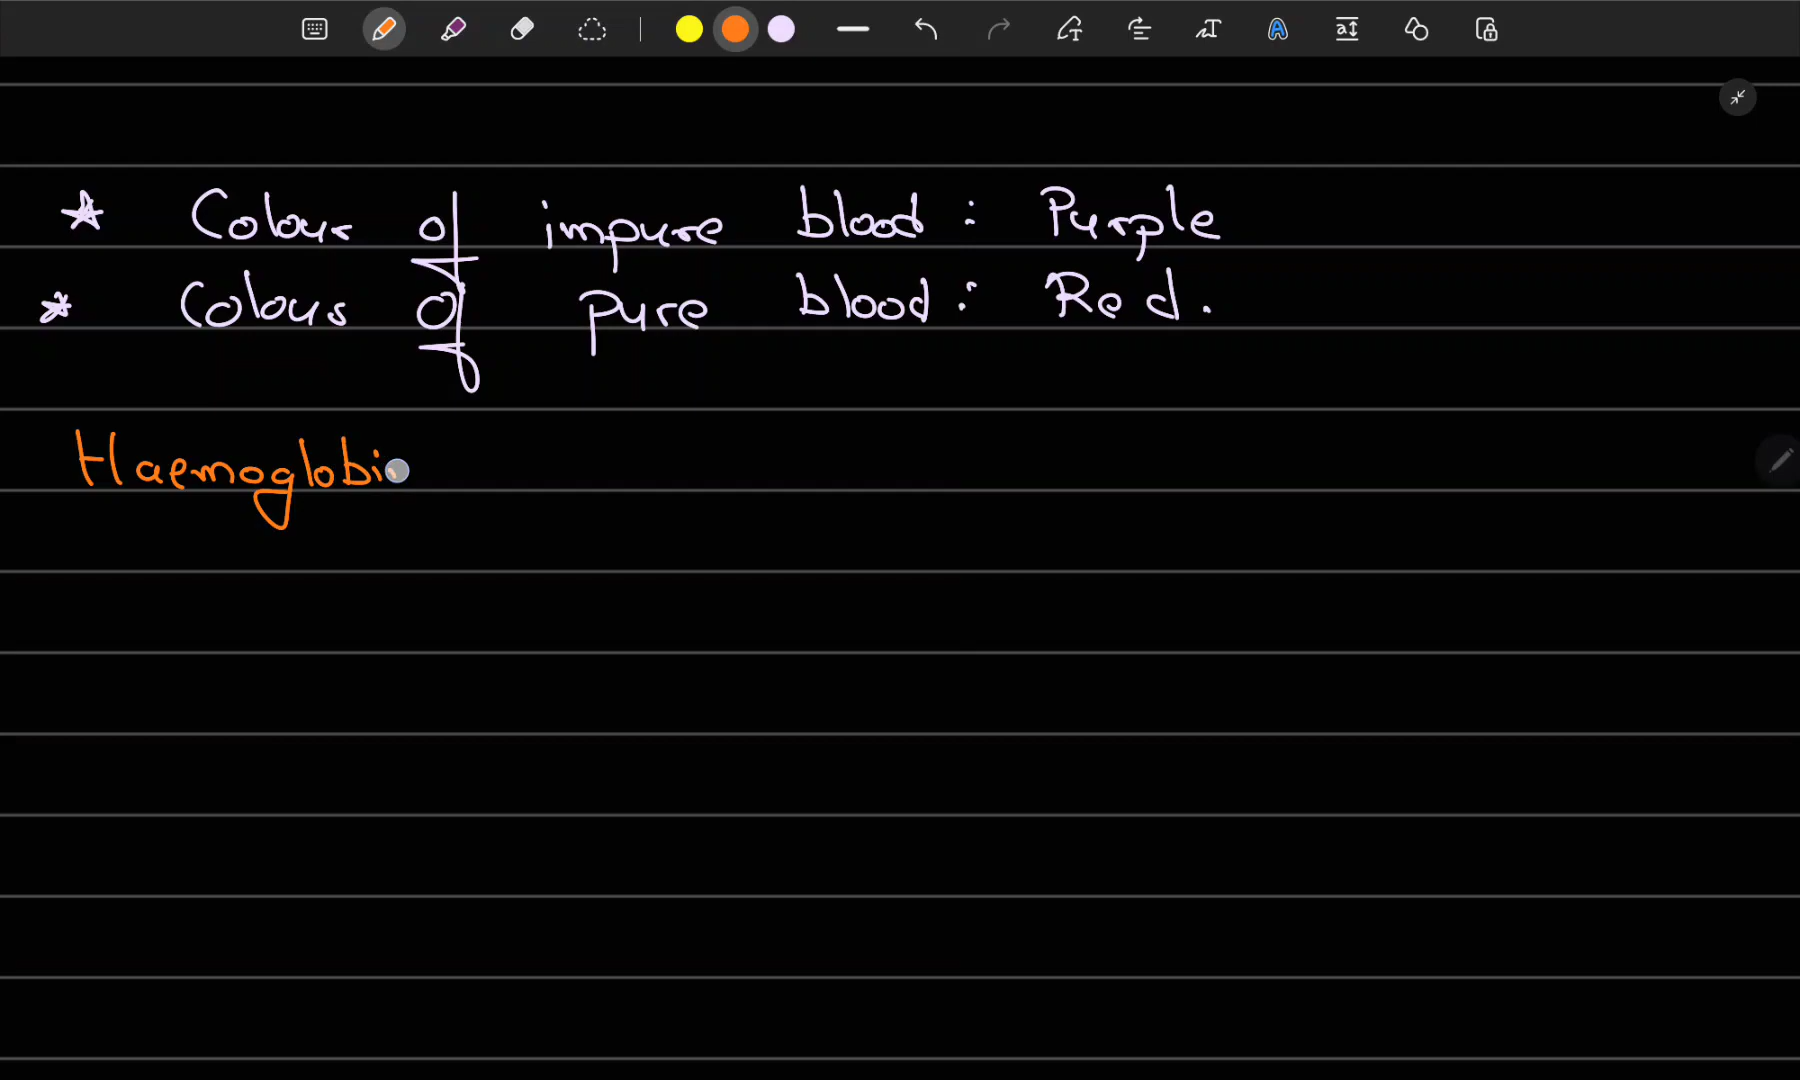 * Colour of impure blood : Purple
* Colour of pure blood : Red.
Haemoglobi